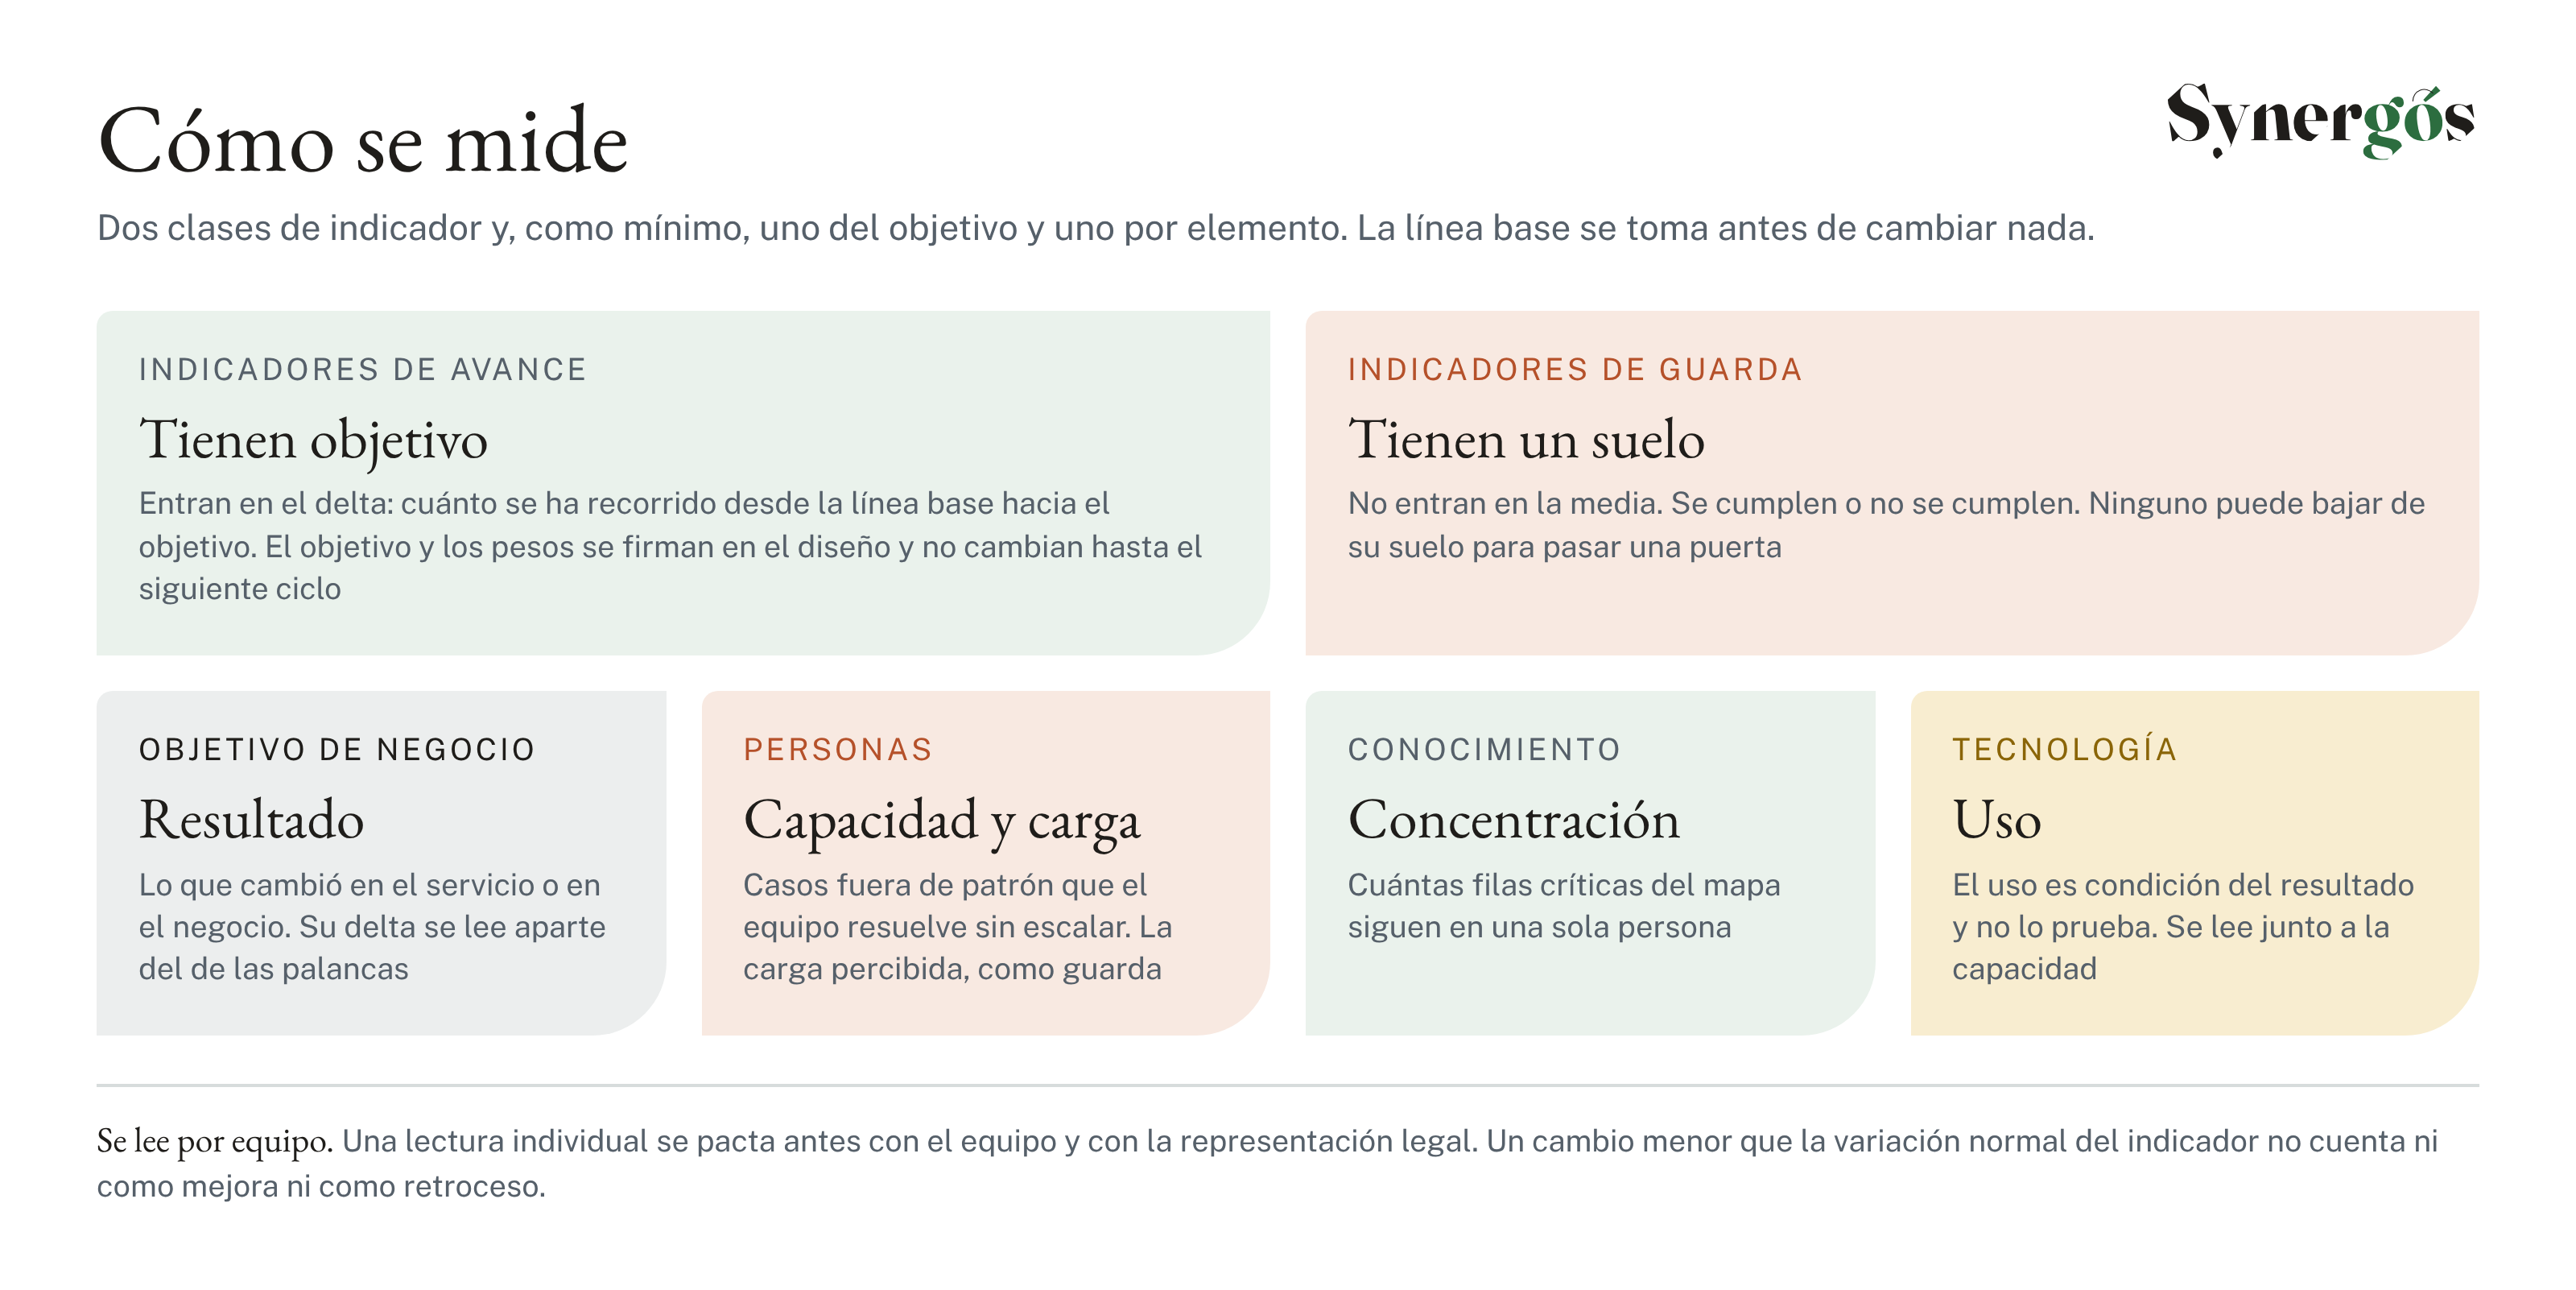 Cómo se mide
Synergós
Dos clases de indicador y, como mínimo, uno del objetivo y uno por elemento. La línea base se toma antes de cambiar nada.
INDICADORES DE AVANCE
Tienen objetivo
Entran en el delta: cuánto se ha recorrido desde la línea base hacia el
objetivo. El objetivo y los pesos se firman en el diseño y no cambian hasta el
siguiente ciclo
INDICADORES DE GUARDA
Tienen un suelo
No entran en la media. Se cumplen o no se cumplen. Ninguno puede bajar de
su suelo para pasar una puerta
OBJETIVO DE NEGOCIO
Resultado
Lo que cambió en el servicio o en
el negocio. Su delta se lee aparte
del de las palancas
PERSONAS
Capacidad y carga
Casos fuera de patrón que el
equipo resuelve sin escalar. La
carga percibida, como guarda
CONOCIMIENTO
Concentración
Cuántas filas críticas del mapa
siguen en una sola persona
TECNOLOGÍA
Uso
El uso es condición del resultado
y no lo prueba. Se lee junto a la
capacidad
Se lee por equipo. Una lectura individual se pacta antes con el equipo y con la representación legal. Un cambio menor que la variación normal del indicador no cuenta ni
como mejora ni como retroceso.